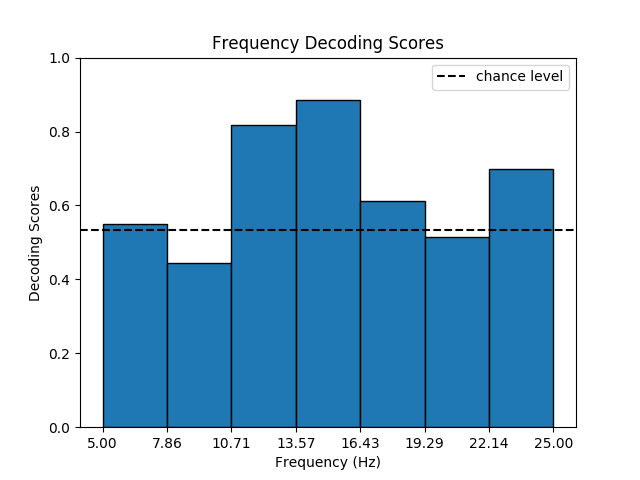 Frequency Decoding Scores
chance level
1.0
0.8
0.6
0.4
0.2
0.0
Decoding Scores
5.00 7.86 10.71 13.57 16.43 19.29 22.14 25.00
Frequency (Hz)